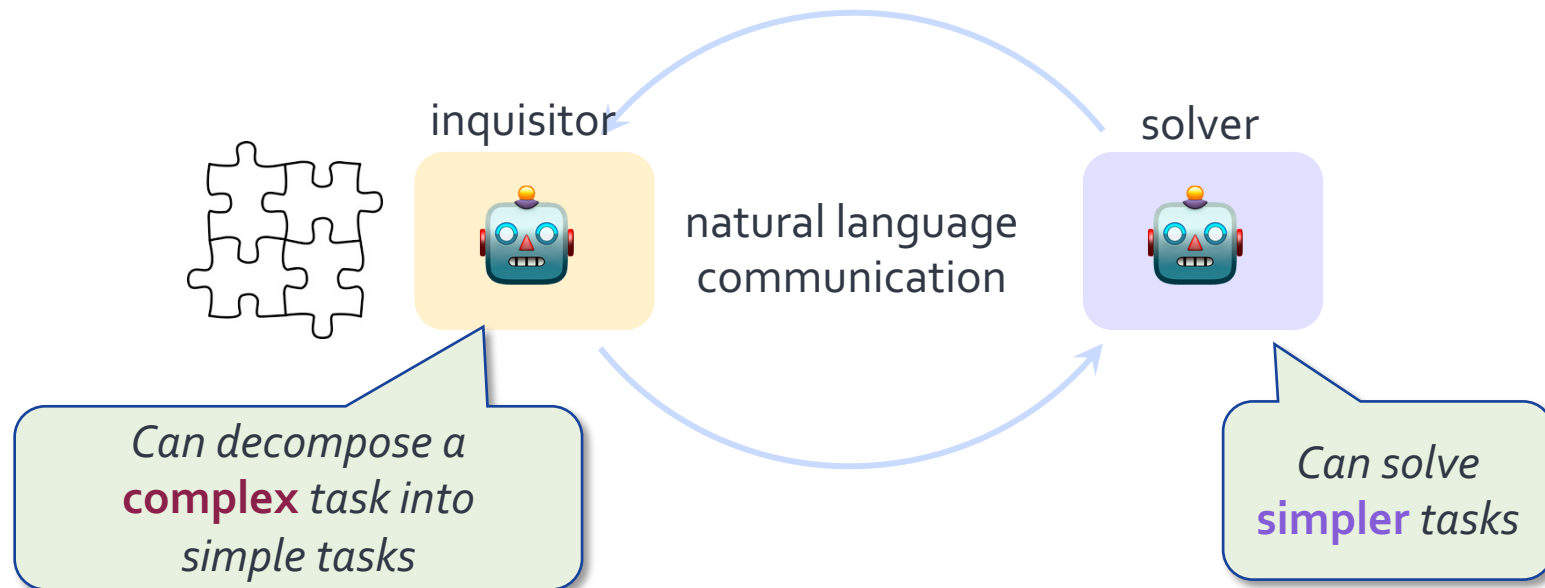 inquisitor
solver
natural language
communication
Can decompose a
complex task into
simple tasks
Can solve
simpler tasks